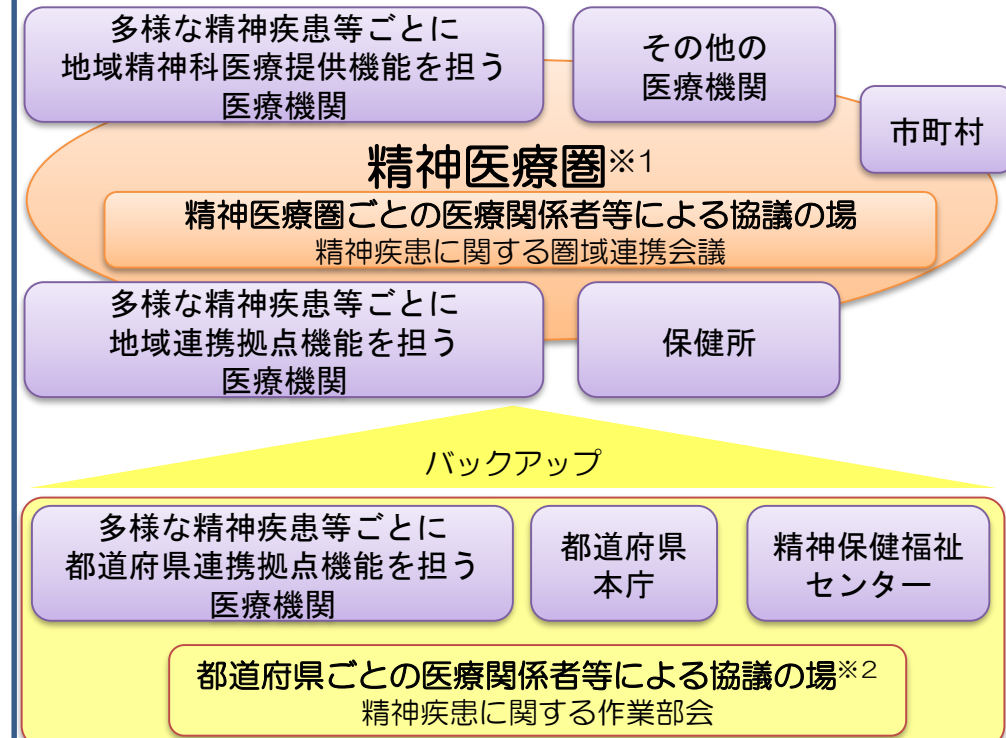 多様な精神疾患等ごとに
地域精神科医療提供機能を担う
医療機関
その他の
医療機関
市町村
精神医療圏※1
精神医療圏ごとの医療関係者等による協議の場
精神疾患に関する圏域連携会議
多様な精神疾患等ごとに
地域連携拠点機能を担う
医療機関
保健所
バックアップ
多様な精神疾患等ごとに
都道府県連携拠点機能を担う
医療機関
都道府県
本庁
精神保健福祉
センター
都道府県ごとの医療関係者等による協議の場※2
精神疾患に関する作業部会